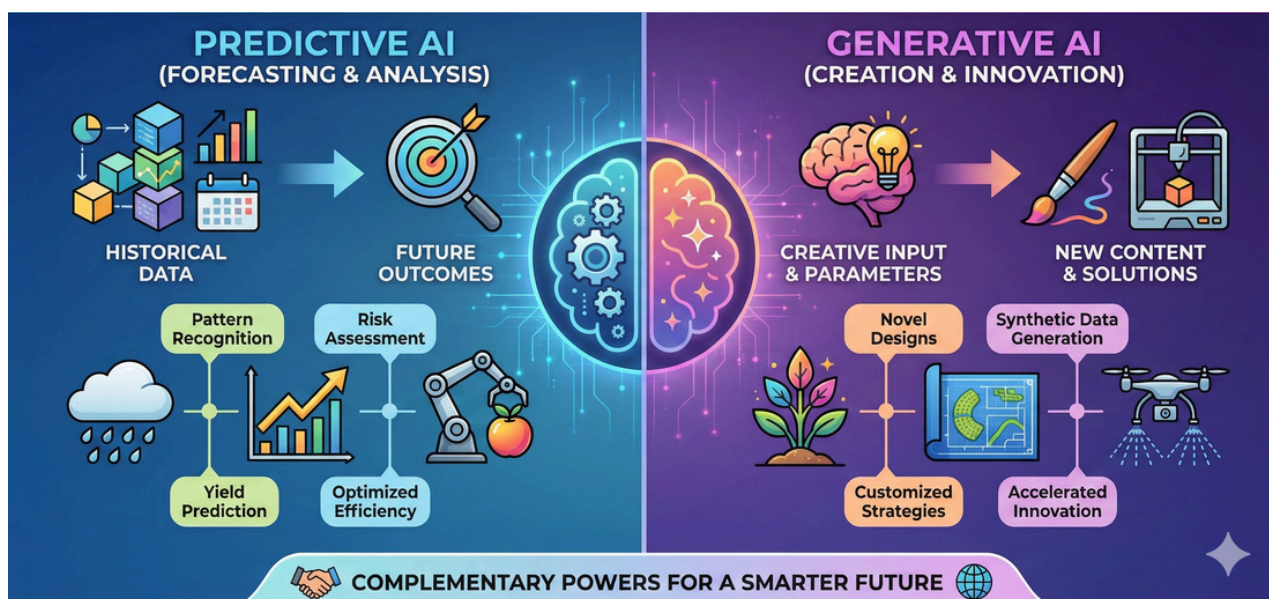 PREDICTIVE AI
(FORECASTING & ANALYSIS)
HISTORICAL
DATA
FUTURE
OUTCOMES
Pattern
Recognition
Risk
Assessment
Yield
Prediction
Optimized
Efficiency
GENERATIVE AI
(CREATION & INNOVATION)
CREATIVE INPUT
& PARAMETERS
NEW CONTENT
& SOLUTIONS
Novel
Designs
Synthetic Data
Generation
Customized
Strategies
Accelerated
Innovation
COMPLEMENTARY POWERS FOR A SMARTER FUTURE